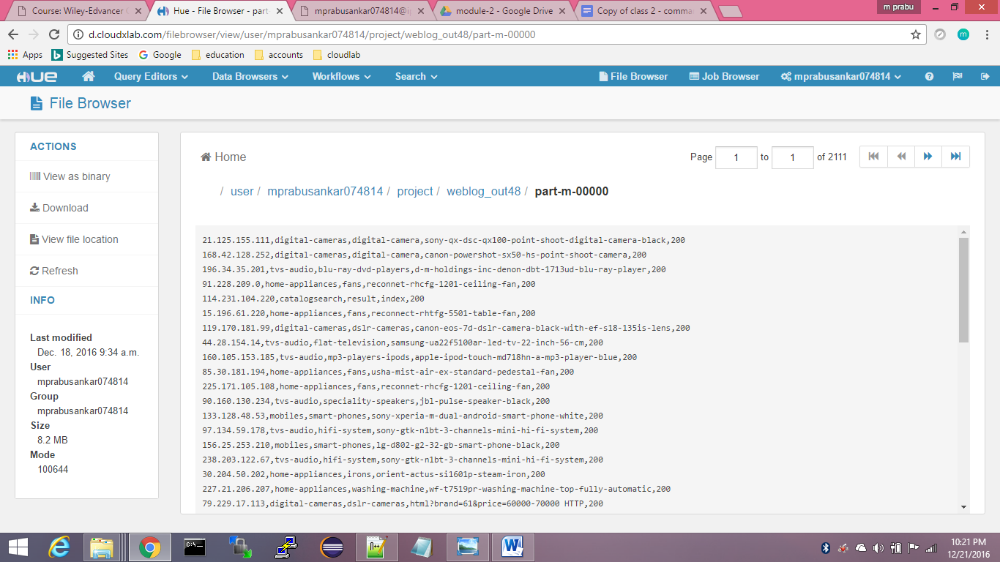 m prabu
Course: Wiley-Edvancer
Hue - File Browser - part-
mprabusankar074814@ip
module-2 - Google Drive
Copy of class 2 - comma
d.cloudxlab.com/filebrowser/view/user/mprabusankar074814/project/weblog_out48/part-m-00000
m
Apps Suggested Sites Google education accounts cloudlab
HUE Query Editors Data Browsers Workflows Search File Browser Job Browser mprabusankar074814
File Browser
ACTIONS
View as binary
Download
View file location
Refresh
INFO
Last modified
Dec. 18, 2016 9:34 a.m.
User
mprabusankar074814
Group
mprabusankar074814
Size
8.2 MB
Mode
100644
Home
Page 1 to 1 of 2111
/ user / mprabusankar074814 / project / weblog_out48 / part-m-00000
21.125.155.111,digital-cameras,digital-camera,sony-qx-dsc-qx100-point-shoot-digital-camera-black,200
168.42.128.252,digital-cameras,digital-camera,canon-powershot-sx50-hs-point-shoot-camera,200
196.34.35.201,tvs-audio,blu-ray-dvd-players,d-m-holdings-inc-denon-dbt-1713ud-blu-ray-player,200
91.228.209.0,home-appliances,fans,reconnet-rhcfg-1201-ceiling-fan,200
114.231.104.220,catalogsearch,result,index,200
15.196.61.220,home-appliances,fans,reconnect-rhtfg-5501-table-fan,200
119.170.181.99,digital-cameras,dslr-cameras,canon-eos-7d-dslr-camera-black-with-ef-s18-135is-lens,200
44.28.154.14,tvs-audio,flat-television,samsung-ua22f5100ar-led-tv-22-inch-56-cm,200
160.105.153.185,tvs-audio,mp3-players-ipods,apple-ipod-touch-md718hn-a-mp3-player-blue,200
85.30.181.194,home-appliances,fans,usha-mist-air-ex-standard-pedestal-fan,200
225.171.105.108,home-appliances,fans,reconnet-rhcfg-1201-ceiling-fan,200
90.160.130.234,tvs-audio,speciality-speakers,jbl-pulse-speaker-black,200
133.128.48.53,mobiles,smart-phones,sony-xperia-m-dual-android-smart-phone-white,200
97.134.59.178,tvs-audio,hifi-system,sony-gtk-n1bt-3-channels-mini-hi-fi-system,200
156.25.253.210,mobiles,smart-phones,lg-d802-g2-32-gb-smart-phone-black,200
238.203.122.67,tvs-audio,hifi-system,sony-gtk-n1bt-3-channels-mini-hi-fi-system,200
30.204.50.202,home-appliances,irons,orient-actus-si1601p-steam-iron,200
227.21.206.207,home-appliances,washing-machine,wf-t7519pr-washing-machine-top-fully-automatic,200
79.229.17.113,digital-cameras,dslr-cameras,html?brand=61&price=60000-70000 HTTP,200
10:21 PM
12/21/2016